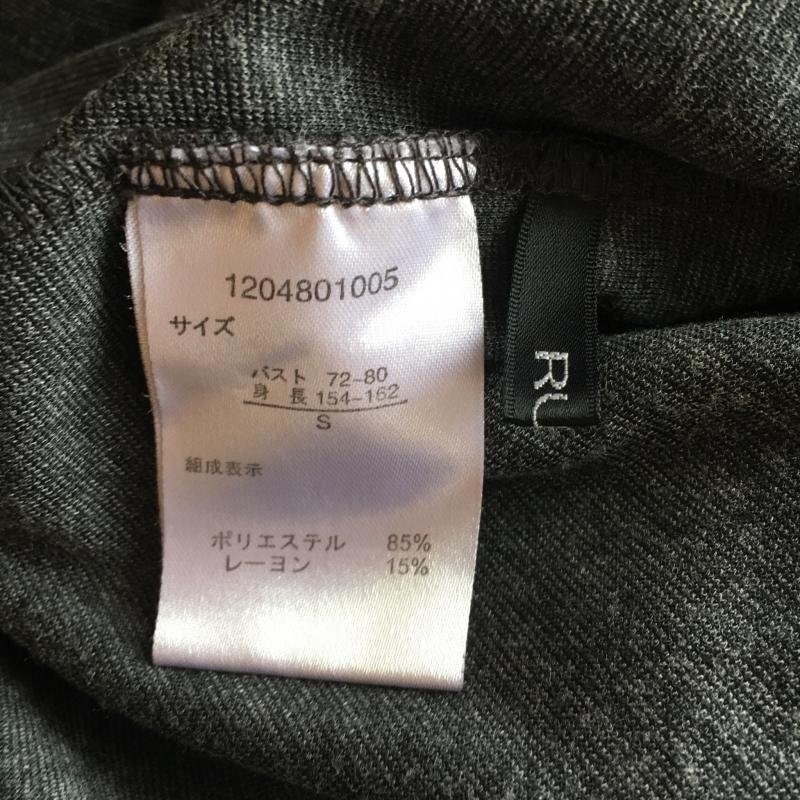 1204801005
サイズ
バスト 72-80
身 長 154-162
S
組成表示
ポリエステル 85%
レーヨン 15%
RU